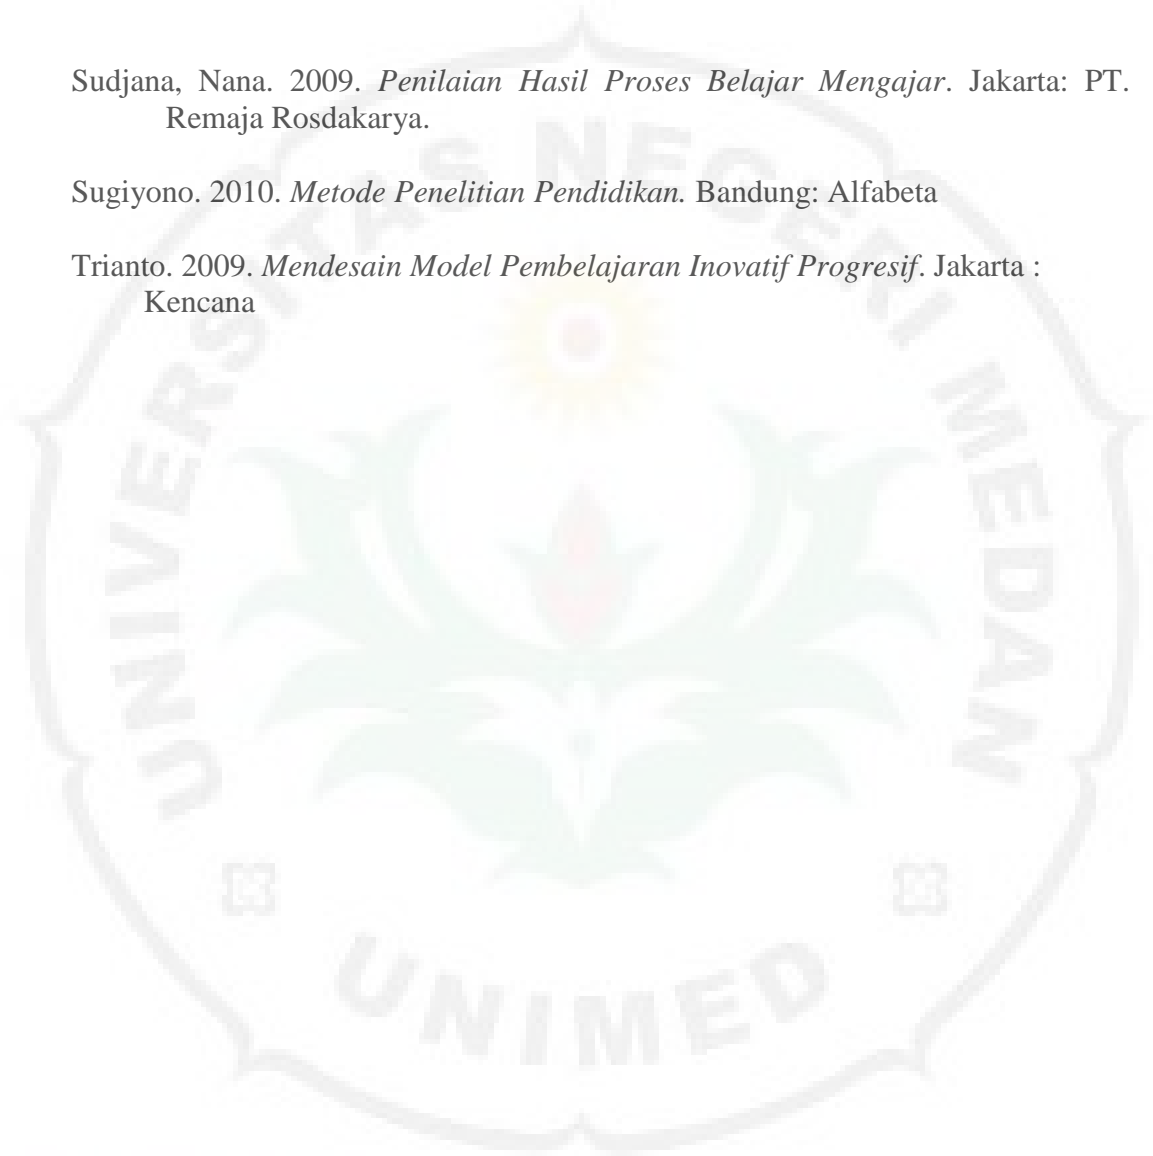 Sudjana, Nana. 2009. Penilaian Hasil Proses Belajar Mengajar. Jakarta: PT.
Remaja Rosdakarya.
Sugiyono. 2010. Metode Penelitian Pendidikan. Bandung: Alfabeta
Trianto. 2009. Mendesain Model Pembelajaran Inovatif Progresif. Jakarta :
Kencana
UNIVERSITAS NEGERI MEDAN
UNIMED